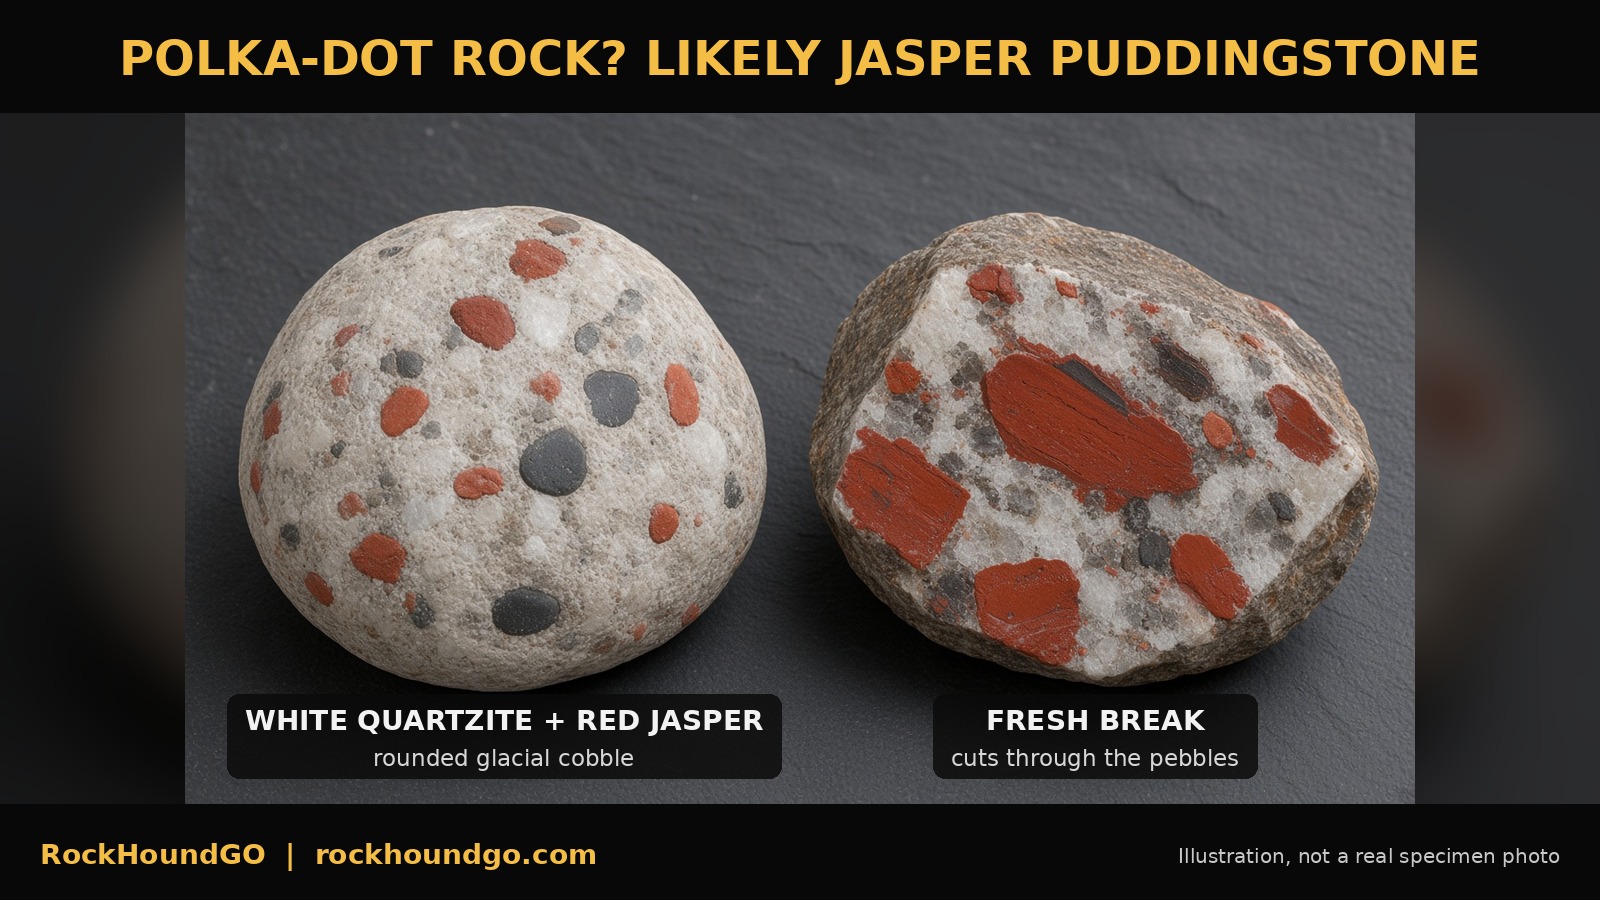 POLKA-DOT ROCK? LIKELY JASPER PUDDINGSTONE
WHITE QUARTZITE + RED JASPER
rounded glacial cobble
FRESH BREAK
cuts through the pebbles
RockHoundGO | rockhoundgo.com
Illustration, not a real specimen photo